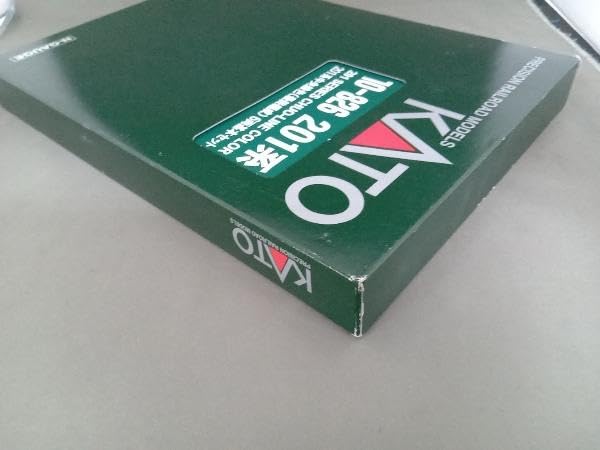 N-GAUGE
KATO
PRECISION RAILROAD MODELS
10-826 201系
201 SERIES CHUO-LINE COLOR
KATO
PRECISION RAILROAD MODELS